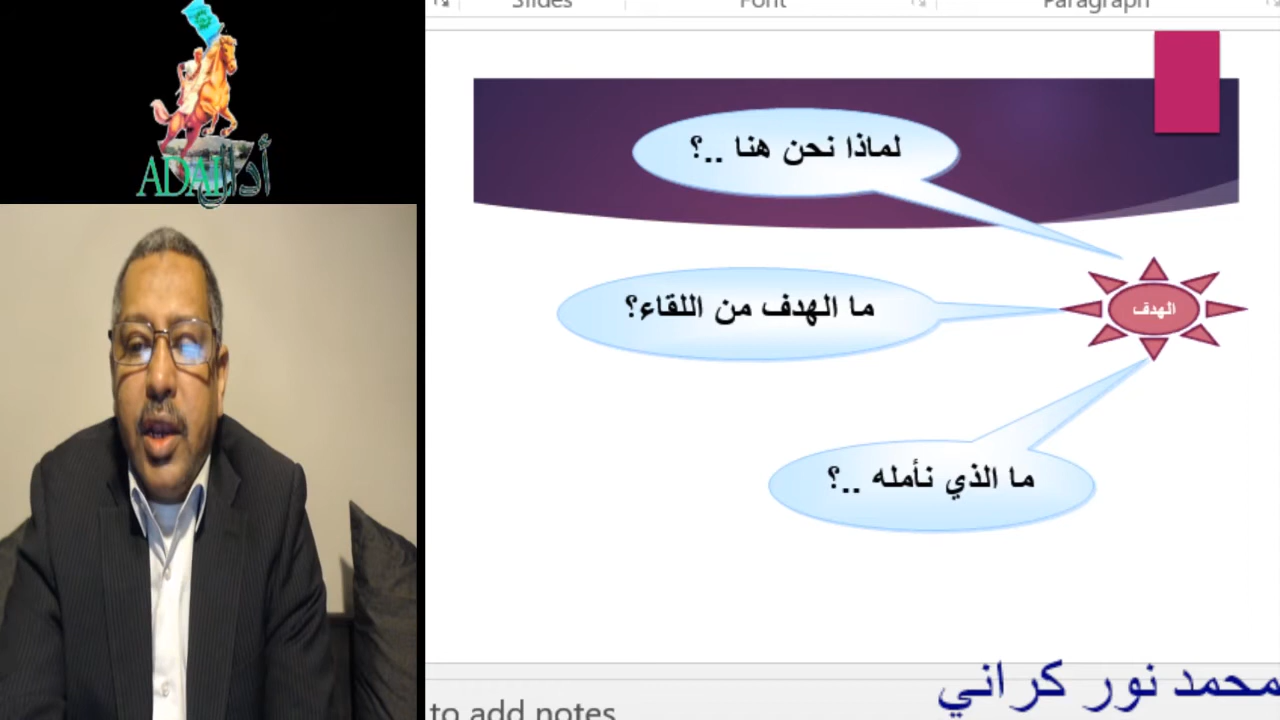 Slides Font Paragraph
ADAL أدال
لماذا نحن هنا ..؟
ما الهدف من اللقاء؟
الهدف
ما الذي نأمله ..؟
محمد نور كراني
to add notes